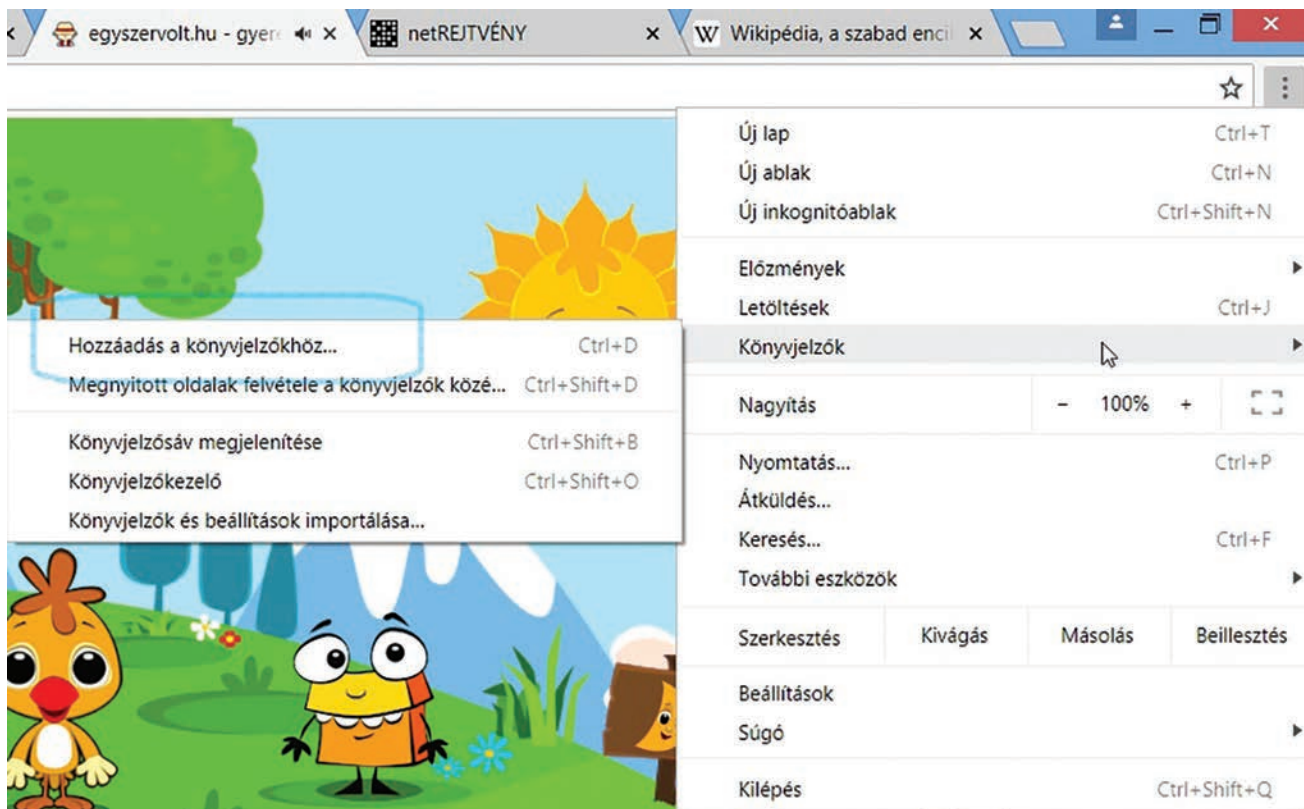 egyszervolt.hu - gyere
netREJTVÉNY
W Wikipédia, a szabad encil
Új lap Ctrl+T
Új ablak Ctrl+N
Új inkognitóablak Ctrl+Shift+N
Előzmények
Letöltések Ctrl+J
Könyvjelzők
Nagyítás - 100% +
Nyomtatás... Ctrl+P
Átküldés...
Keresés... Ctrl+F
További eszközök
Szerkesztés Kivágás Másolás Beillesztés
Beállítások
Súgó
Kilépés Ctrl+Shift+Q
Hozzáadás a könyvjelzőkhöz... Ctrl+D
Megnyitott oldalak felvétele a könyvjelzők közé... Ctrl+Shift+D
Könyvjelzősáv megjelenítése Ctrl+Shift+B
Könyvjelzőkezelő Ctrl+Shift+O
Könyvjelzők és beállítások importálása...